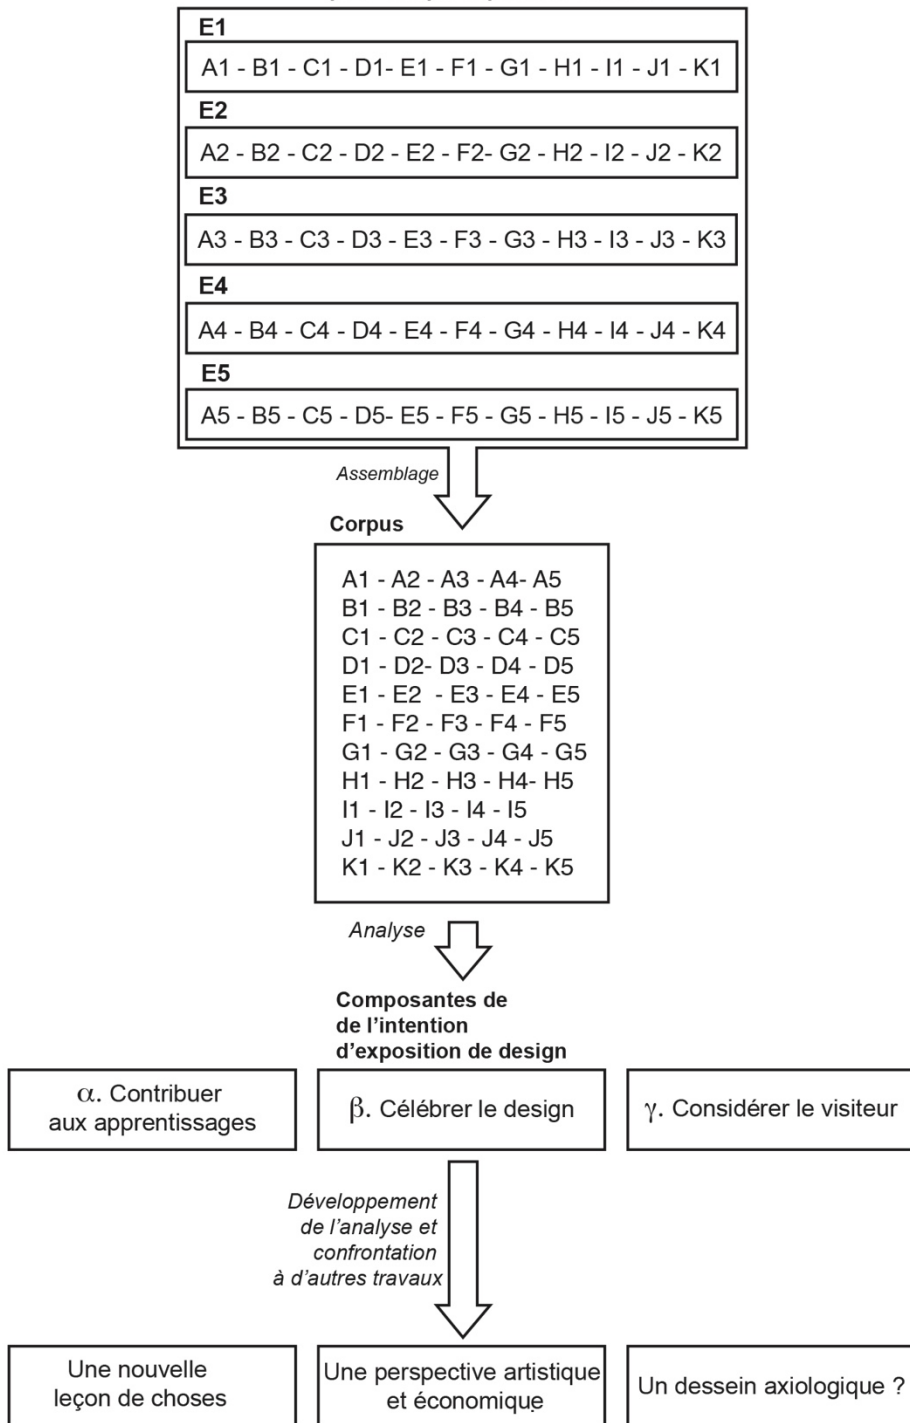 E1
A1 - B1 - C1 - D1- E1 - F1 - G1 - H1 - I1 - J1 - K1
E2
A2 - B2 - C2 - D2 - E2 - F2- G2 - H2 - I2 - J2 - K2
E3
A3 - B3 - C3 - D3 - E3 - F3 - G3 - H3 - I3 - J3 - K3
E4
A4 - B4 - C4 - D4 - E4 - F4 - G4 - H4 - I4 - J4 - K4
E5
A5 - B5 - C5 - D5- E5 - F5 - G5 - H5 - I5 - J5 - K5
Assemblage
Corpus
A1 - A2 - A3 - A4- A5
B1 - B2 - B3 - B4 - B5
C1 - C2 - C3 - C4 - C5
D1 - D2- D3 - D4 - D5
E1 - E2 - E3 - E4 - E5
F1 - F2 - F3 - F4 - F5
G1 - G2 - G3 - G4 - G5
H1 - H2 - H3 - H4- H5
I1 - I2 - I3 - I4 - I5
J1 - J2 - J3 - J4 - J5
K1 - K2 - K3 - K4 - K5
Analyse
Composantes de
de l'intention
d'exposition de design
α. Contribuer
aux apprentissages
β. Célébrer le design
γ. Considérer le visiteur
Développement
de l'analyse et
confrontation
à d'autres travaux
Une nouvelle
leçon de choses
Une perspective artistique
et économique
Un dessein axiologique ?